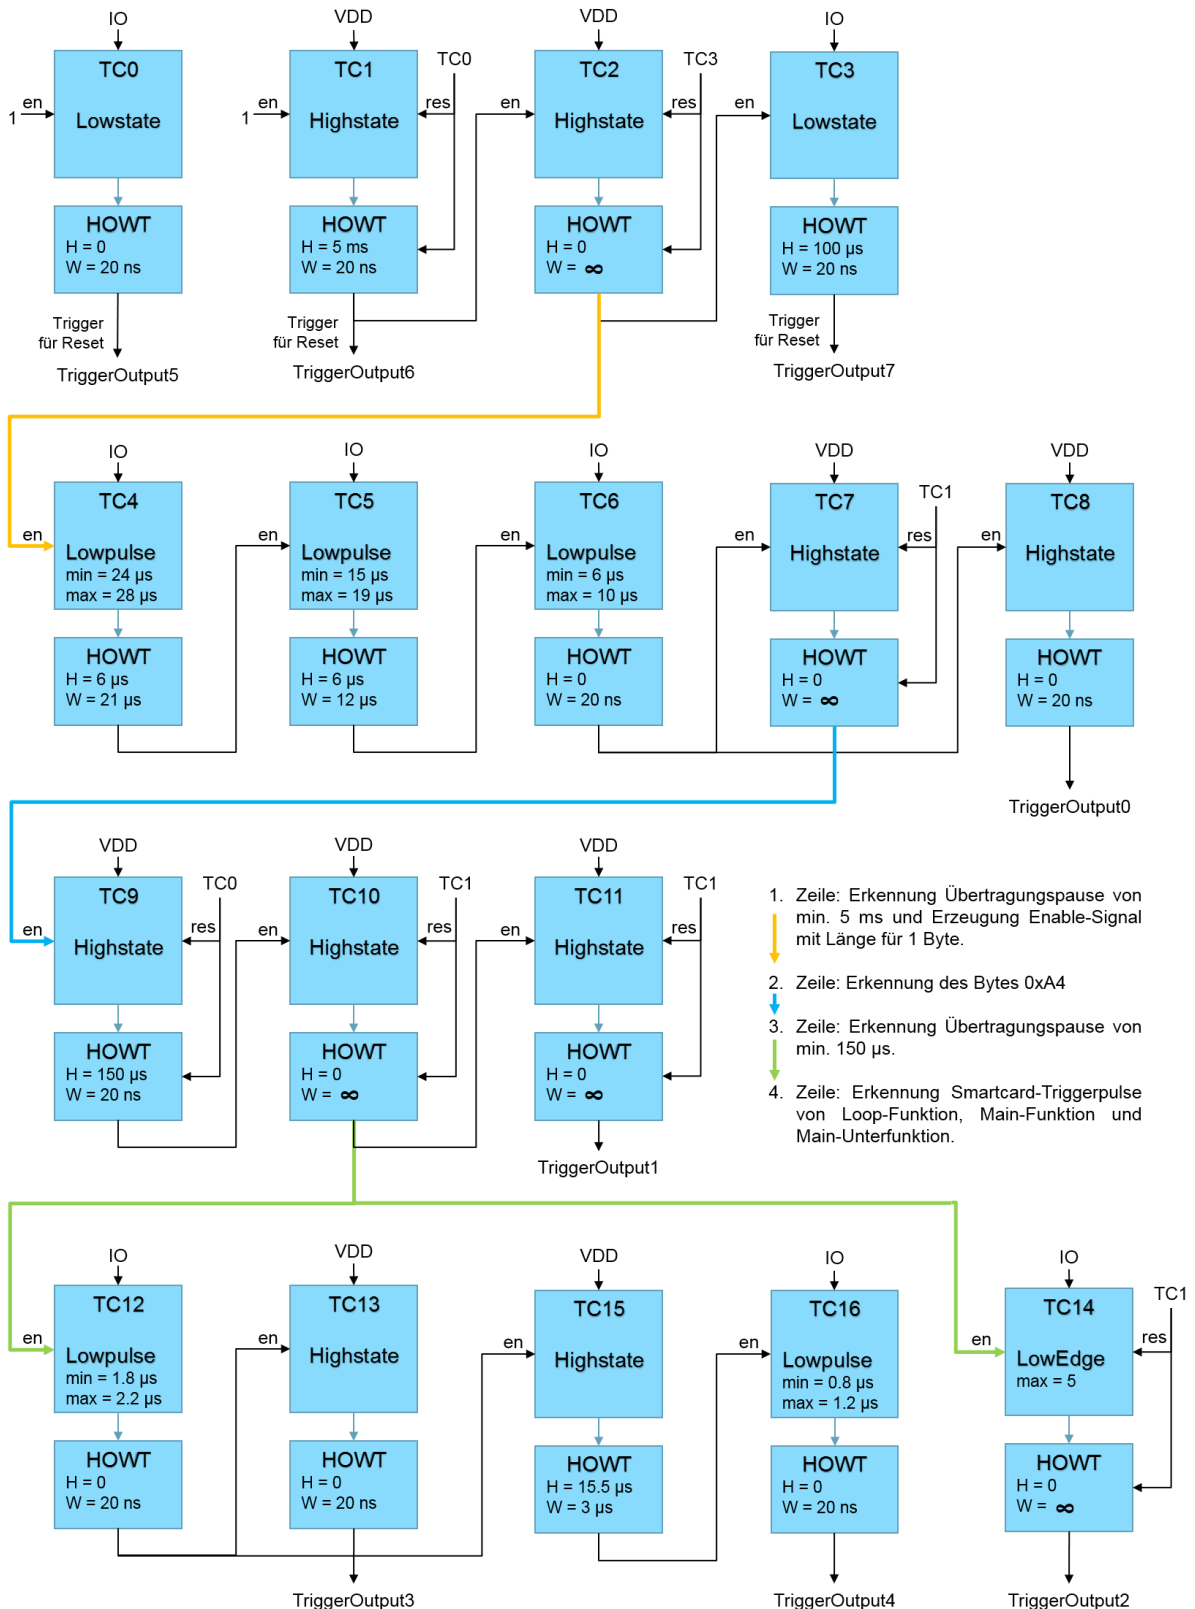 IO
VDD
VDD
IO
TC0
Lowstate
1
en
HOWT
H = 0
W = 20 ns
Trigger
für Reset
TriggerOutput5
TC1
Highstate
1
en
res
TC0
HOWT
H = 5 ms
W = 20 ns
Trigger
für Reset
TriggerOutput6
TC2
Highstate
en
res
TC3
HOWT
H = 0
W = ∞
TC3
Lowstate
en
HOWT
H = 100 µs
W = 20 ns
Trigger
für Reset
TriggerOutput7
IO
IO
IO
VDD
VDD
TC4
en
Lowpulse
min = 24 µs
max = 28 µs
HOWT
H = 6 µs
W = 21 µs
TC5
en
Lowpulse
min = 15 µs
max = 19 µs
HOWT
H = 6 µs
W = 12 µs
TC6
en
Lowpulse
min = 6 µs
max = 10 µs
HOWT
H = 0
W = 20 ns
TC7
en
Highstate
res
TC1
HOWT
H = 0
W = ∞
TC8
en
Highstate
HOWT
H = 0
W = 20 ns
TriggerOutput0
VDD
VDD
VDD
TC9
en
Highstate
res
TC0
HOWT
H = 150 µs
W = 20 ns
TC10
en
Highstate
res
TC1
HOWT
H = 0
W = ∞
TC11
en
Highstate
res
TC1
HOWT
H = 0
W = ∞
TriggerOutput1
1. Zeile: Erkennung Übertragungspause von
min. 5 ms und Erzeugung Enable-Signal
mit Länge für 1 Byte.
2. Zeile: Erkennung des Bytes 0xA4
3. Zeile: Erkennung Übertragungspause von
min. 150 µs.
4. Zeile: Erkennung Smartcard-Triggerpulse
von Loop-Funktion, Main-Funktion und
Main-Unterfunktion.
IO
VDD
VDD
IO
IO
TC12
en
Lowpulse
min = 1.8 µs
max = 2.2 µs
HOWT
H = 0
W = 20 ns
TC13
en
Highstate
HOWT
H = 0
W = 20 ns
TriggerOutput3
TC15
en
Highstate
HOWT
H = 15.5 µs
W = 3 µs
TC16
en
Lowpulse
min = 0.8 µs
max = 1.2 µs
HOWT
H = 0
W = 20 ns
TriggerOutput4
TC14
en
LowEdge
max = 5
res
TC1
HOWT
H = 0
W = ∞
TriggerOutput2